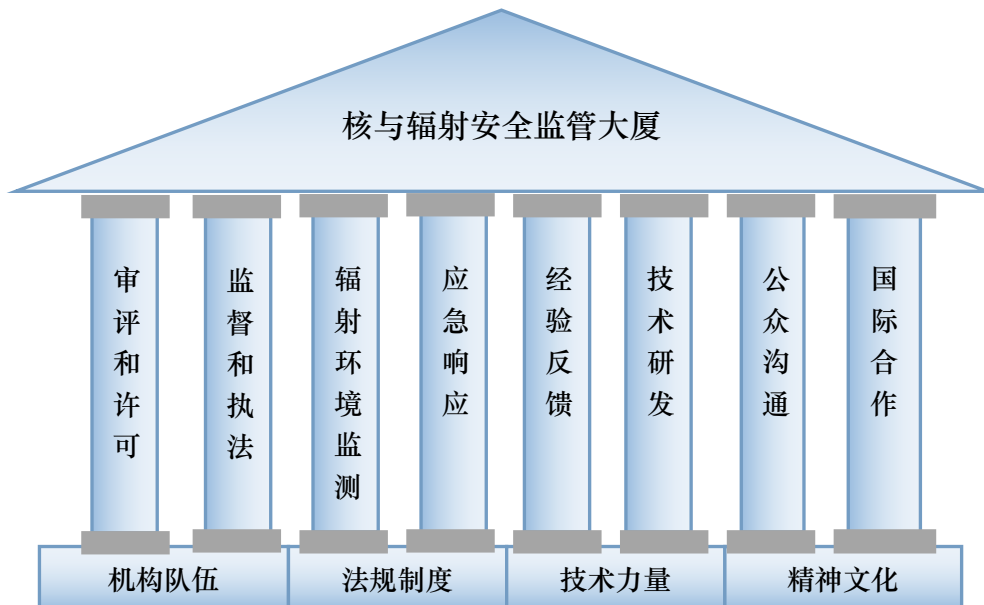 核与辐射安全监管大厦
审评和许可
监督和执法
辐射环境监测
应急响应
经验反馈
技术研发
公众沟通
国际合作
机构队伍
法规制度
技术力量
精神文化